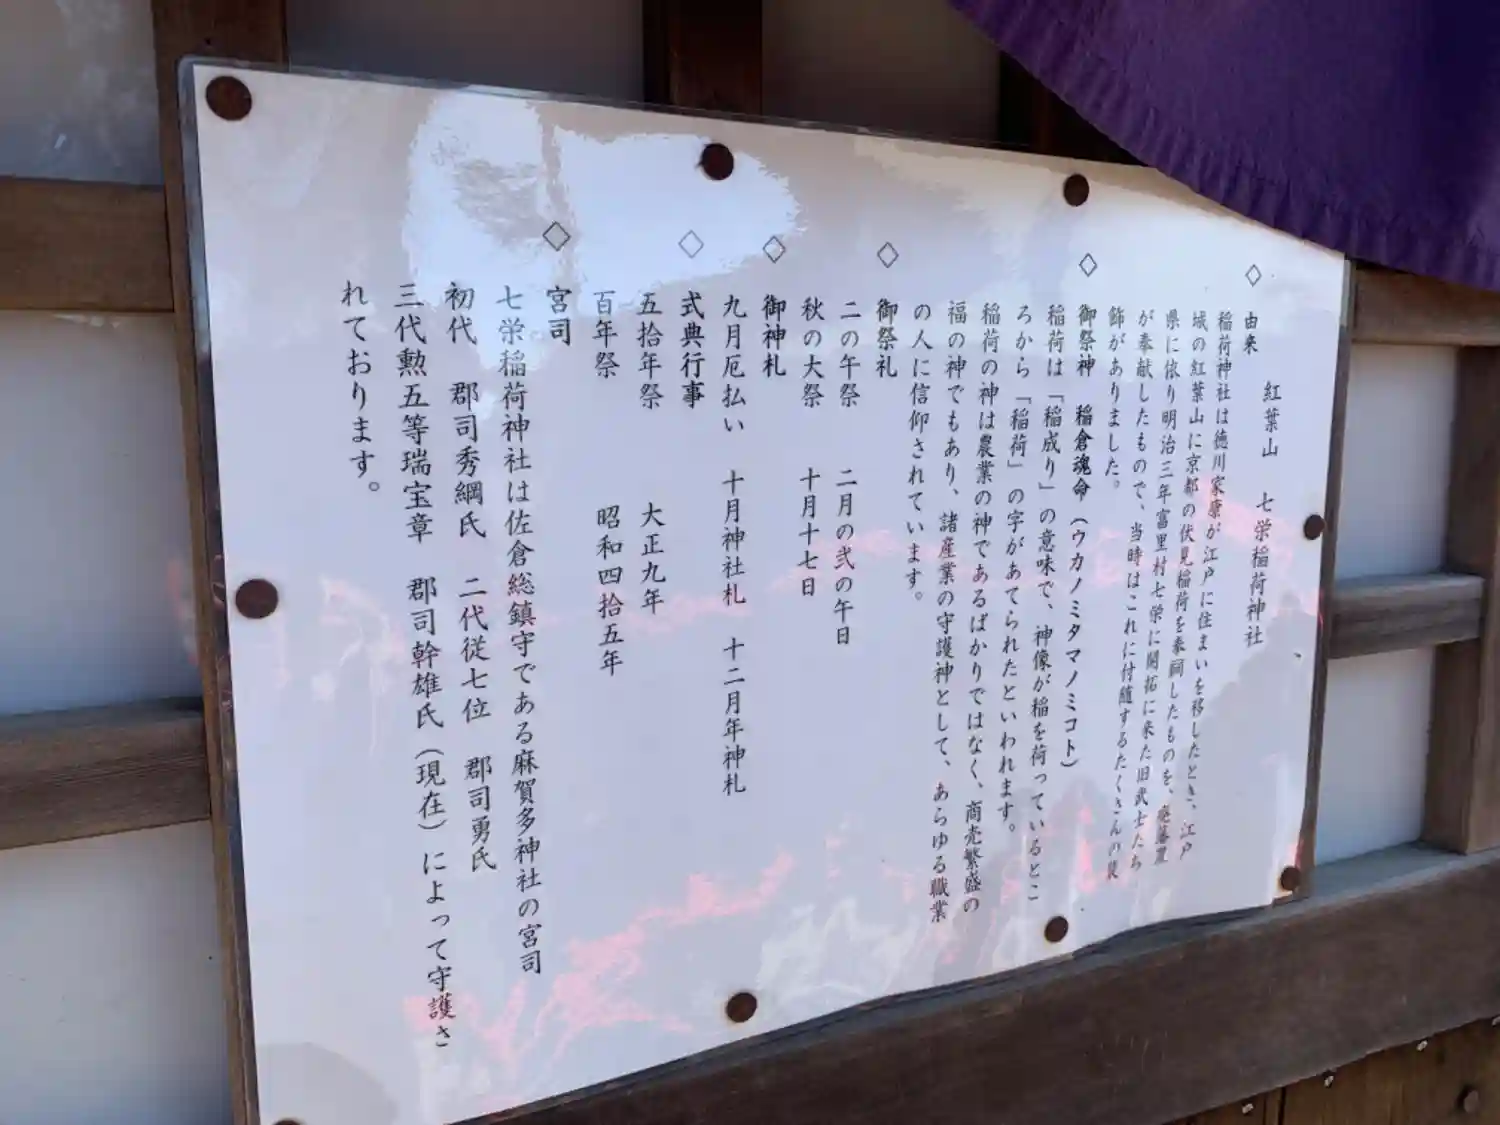 紅葉山　七栄稲荷神社
◇　由来
稲荷神社は徳川家康が江戸に住まいを移したとき、江戸
城の紅葉山に京都の伏見稲荷を奉祠したものを、廃藩置
県に依り明治三年富里村七栄に開拓に来た旧武士たち
が奉献したもので、当時はこれに付随するたくさんの装
飾がありました。
◇　御祭神　稲倉魂命（ウカノミタマノミコト）
稲荷は「稲成り」の意味で、神像が稲を荷っているとこ
ろから「稲荷」の字があてられたといわれます。
稲荷の神は農業の神であるばかりではなく、商売繁盛の
福の神でもあり、諸産業の守護神として、あらゆる職業
の人に信仰されています。
◇　御祭礼
二の午祭　　二月の弐の午日
秋の大祭　　十月十七日
◇　御神札
九月厄払い　十月神社札　十二月年神札
◇　式典行事
五拾年祭　　大正九年
百年祭　　　昭和四拾五年
◇　宮司
七栄稲荷神社は佐倉総鎮守である麻賀多神社の宮司
初代　郡司秀綱氏　二代従七位　郡司勇氏
三代勲五等瑞宝章　郡司幹雄氏（現在）によって守護さ
れております。